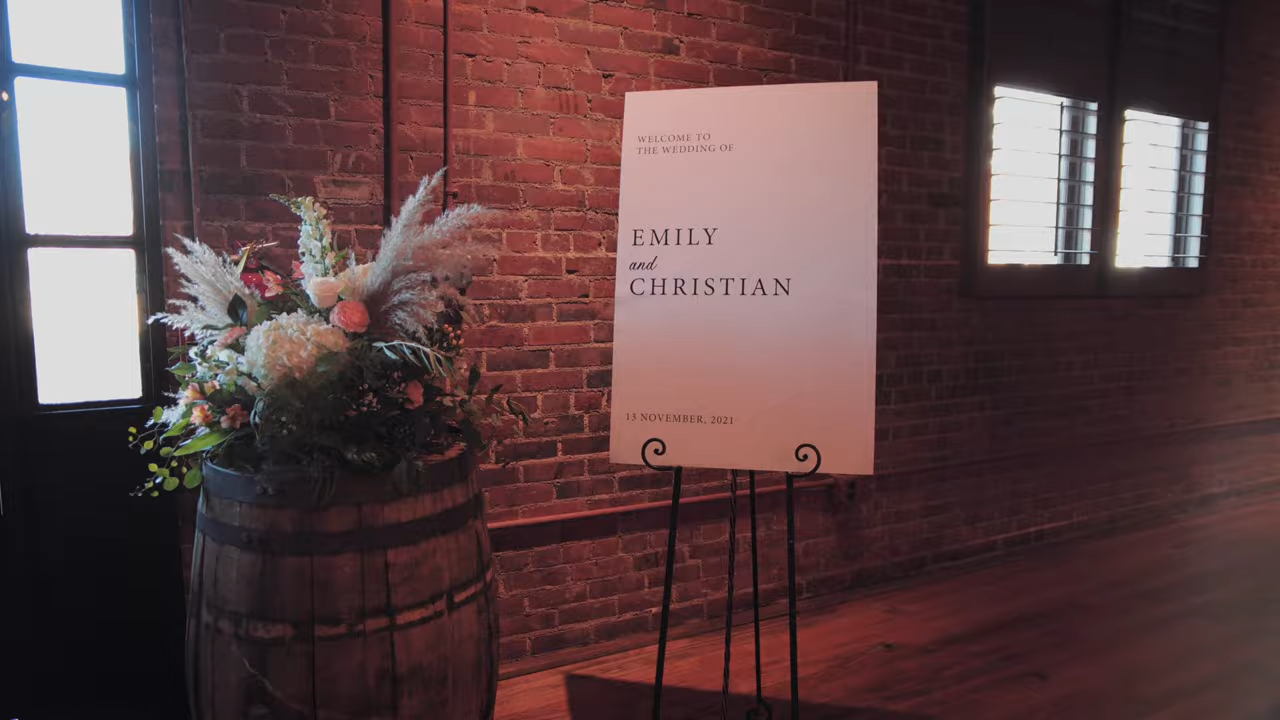 WELCOME TO
THE WEDDING OF
EMILY
and
CHRISTIAN
13 NOVEMBER, 2021